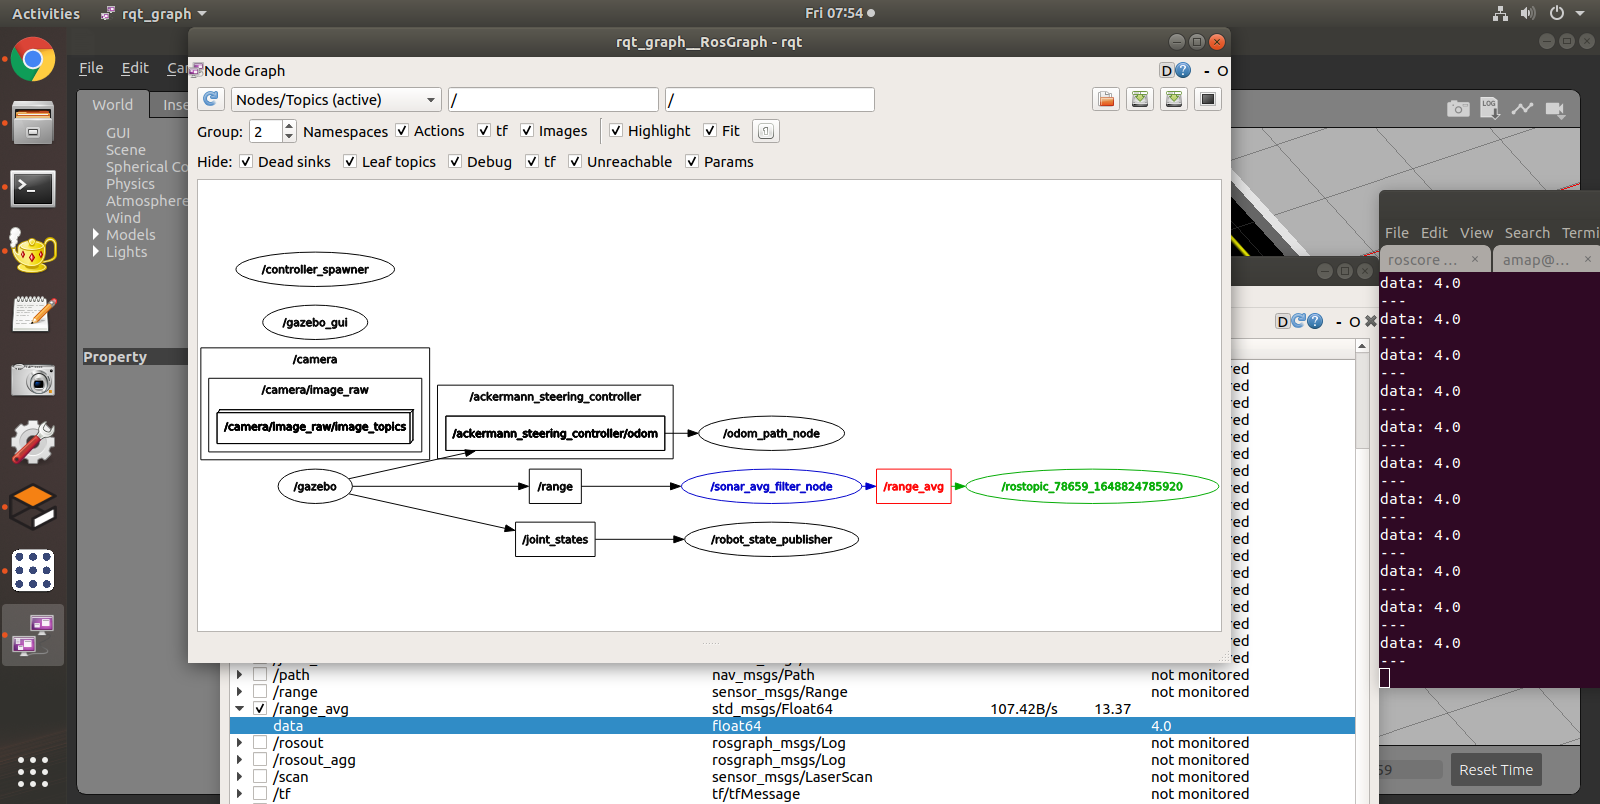 Activities
rqt_graph
Fri 07:54
rqt_graph__RosGraph - rqt
File Edit
Node Graph
D
- O
World
Nodes/Topics (active)
/
/
GUI
Scene
Physics
Atmosphere
Wind
Models
Lights
Property
Group: 2 Namespaces Actions tf Images Highlight Fit
Hide: Dead sinks Leaf topics Debug tf Unreachable Params
/controller_spawner
/gazebo_gui
/camera
/camera/image_raw
/camera/image_raw/image_topics
/ackermann_steering_controller
/ackermann_steering_controller/odom
/odom_path_node
/gazebo
/range
/sonar_avg_filter_node
/range_avg
/rostopic_78659_1648824785920
/joint_states
/robot_state_publisher
LOG
D
- O
File Edit View Search
roscore ... ×
amap@... ×
data: 4.0
---
data: 4.0
---
data: 4.0
---
data: 4.0
---
data: 4.0
---
data: 4.0
---
data: 4.0
---
data: 4.0
---
data: 4.0
---
data: 4.0
---
data: 4.0
---
/path nav_msgs/Path not monitored
/range sensor_msgs/Range not monitored
/range_avg std_msgs/Float64 107.42B/s 13.37
data float64 4.0
/rosout rosgraph_msgs/Log not monitored
/rosout_agg rosgraph_msgs/Log not monitored
/scan sensor_msgs/LaserScan not monitored
/tf tf/tfMessage not monitored
Reset Time